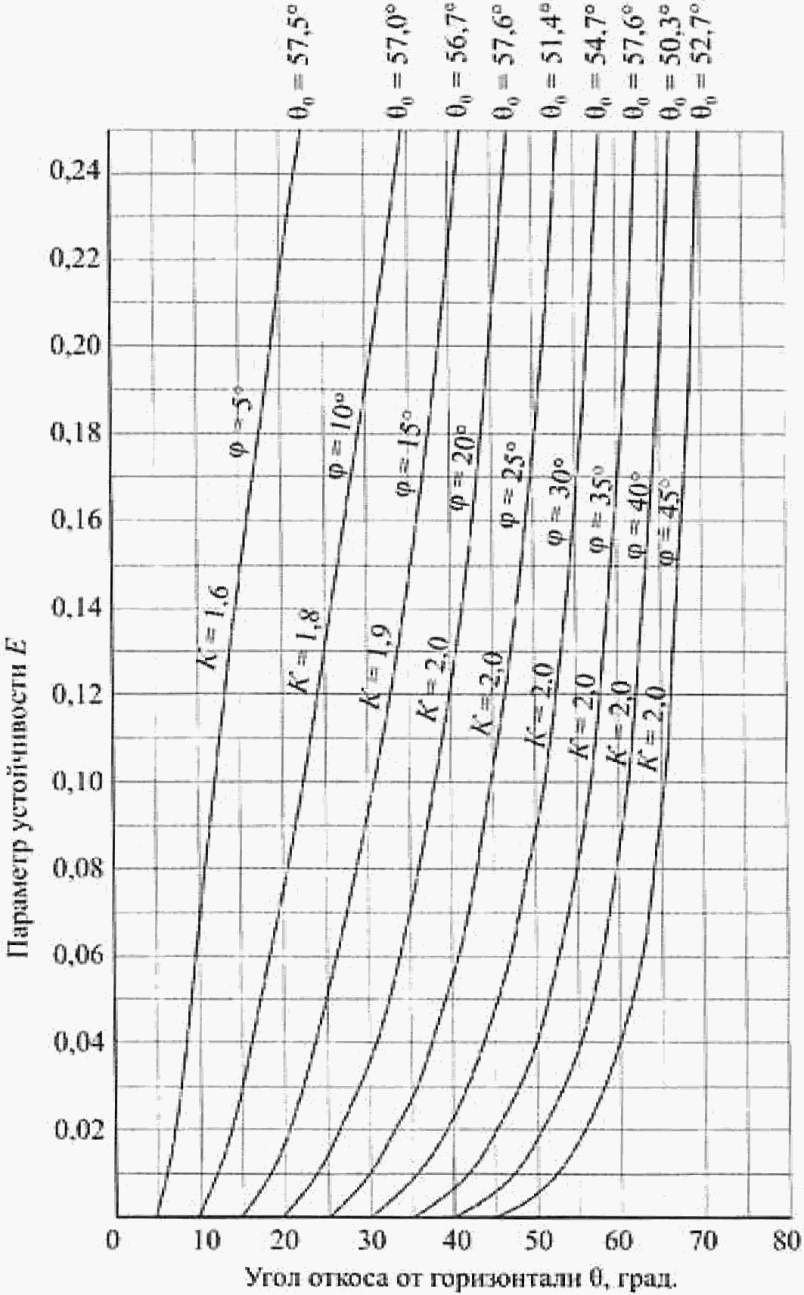 θ₀ = 57,5°
θ₀ = 57,0°
θ₀ = 56,7°
θ₀ = 57,6°
θ₀ = 51,4°
θ₀ = 54,7°
θ₀ = 57,6°
θ₀ = 50,3°
θ₀ = 52,7°
0,24
0,22
0,20
0,18
0,16
0,14
0,12
0,10
0,08
0,06
0,04
0.02
Параметр устойчивости E
φ = 5°
φ = 10°
φ = 15°
φ = 20°
φ = 25°
φ = 30°
φ = 35°
φ = 40°
φ = 45°
K = 1,6
K = 1,8
K = 1,9
K = 2,0
K = 2,0
K = 2,0
K = 2,0
K = 2,0
K = 2,0
0 10 20 30 40 50 60 70 80
Угол откоса от горизонтали θ, град.